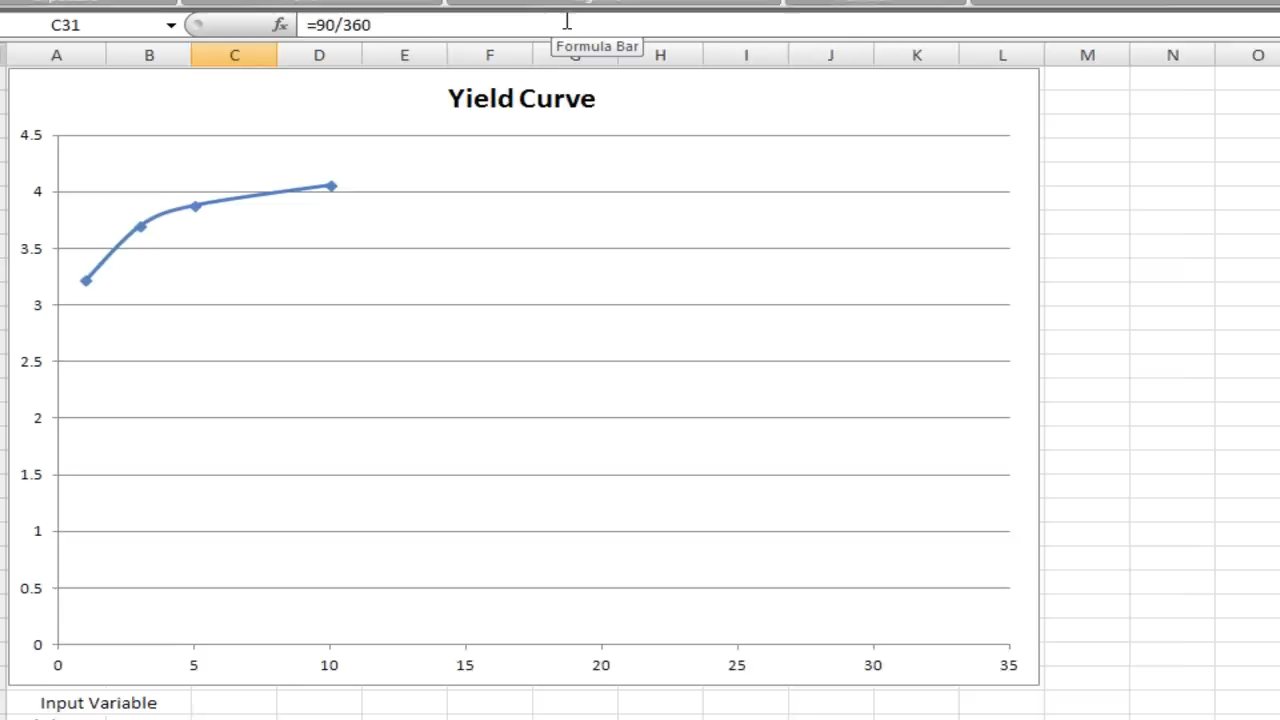 C31 fx =90/360
Formula Bar
A B C D E F G H I J K L M N O
Yield Curve
4.5
4
3.5
3
2.5
2
1.5
1
0.5
0
0 5 10 15 20 25 30 35
Input Variable